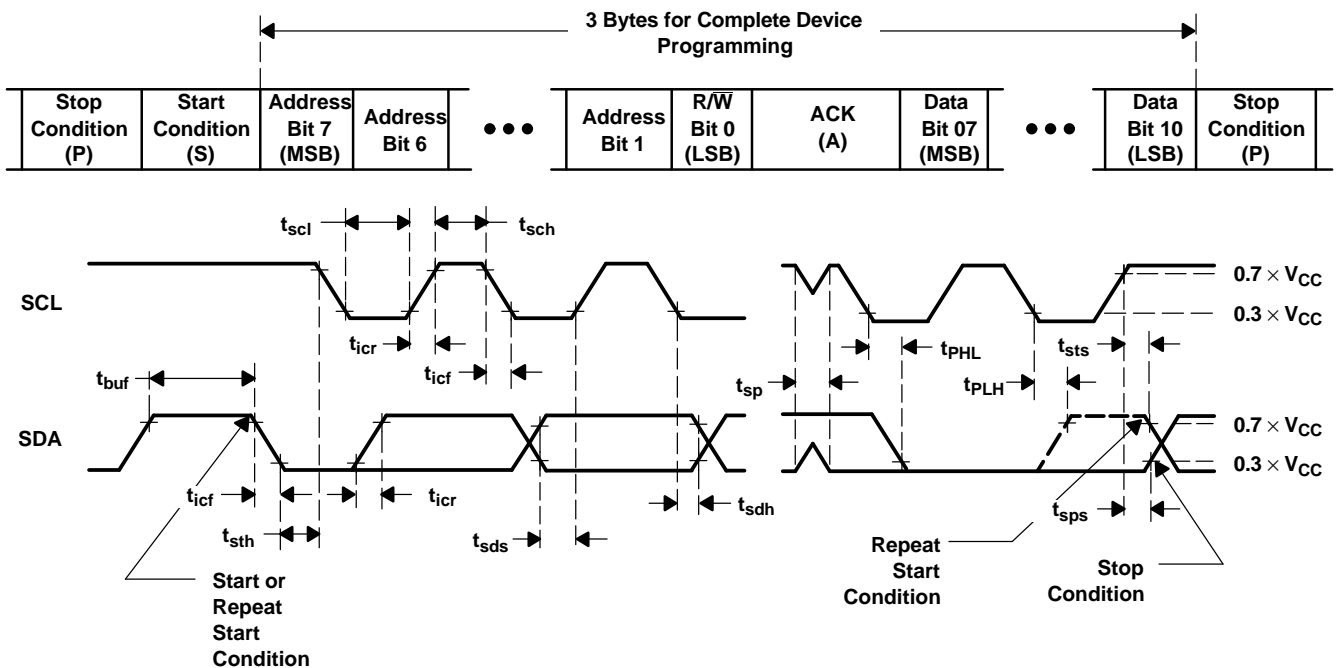 3 Bytes for Complete Device
Programming
Stop
Condition
(P)
Start
Condition
(S)
Address
Bit 7
(MSB)
Address
Bit 6
•••
Address
Bit 1
R/W̅
Bit 0
(LSB)
ACK
(A)
Data
Bit 07
(MSB)
•••
Data
Bit 10
(LSB)
Stop
Condition
(P)
tscl
tsch
SCL
0.7 × VCC
0.3 × VCC
ticr
ticf
tPHL
tsts
tbuf
tsp
tPLH
SDA
0.7 × VCC
0.3 × VCC
ticf
ticr
tsth
tsds
tsdh
tsps
Start or
Repeat
Start
Condition
Repeat
Start
Condition
Stop
Condition